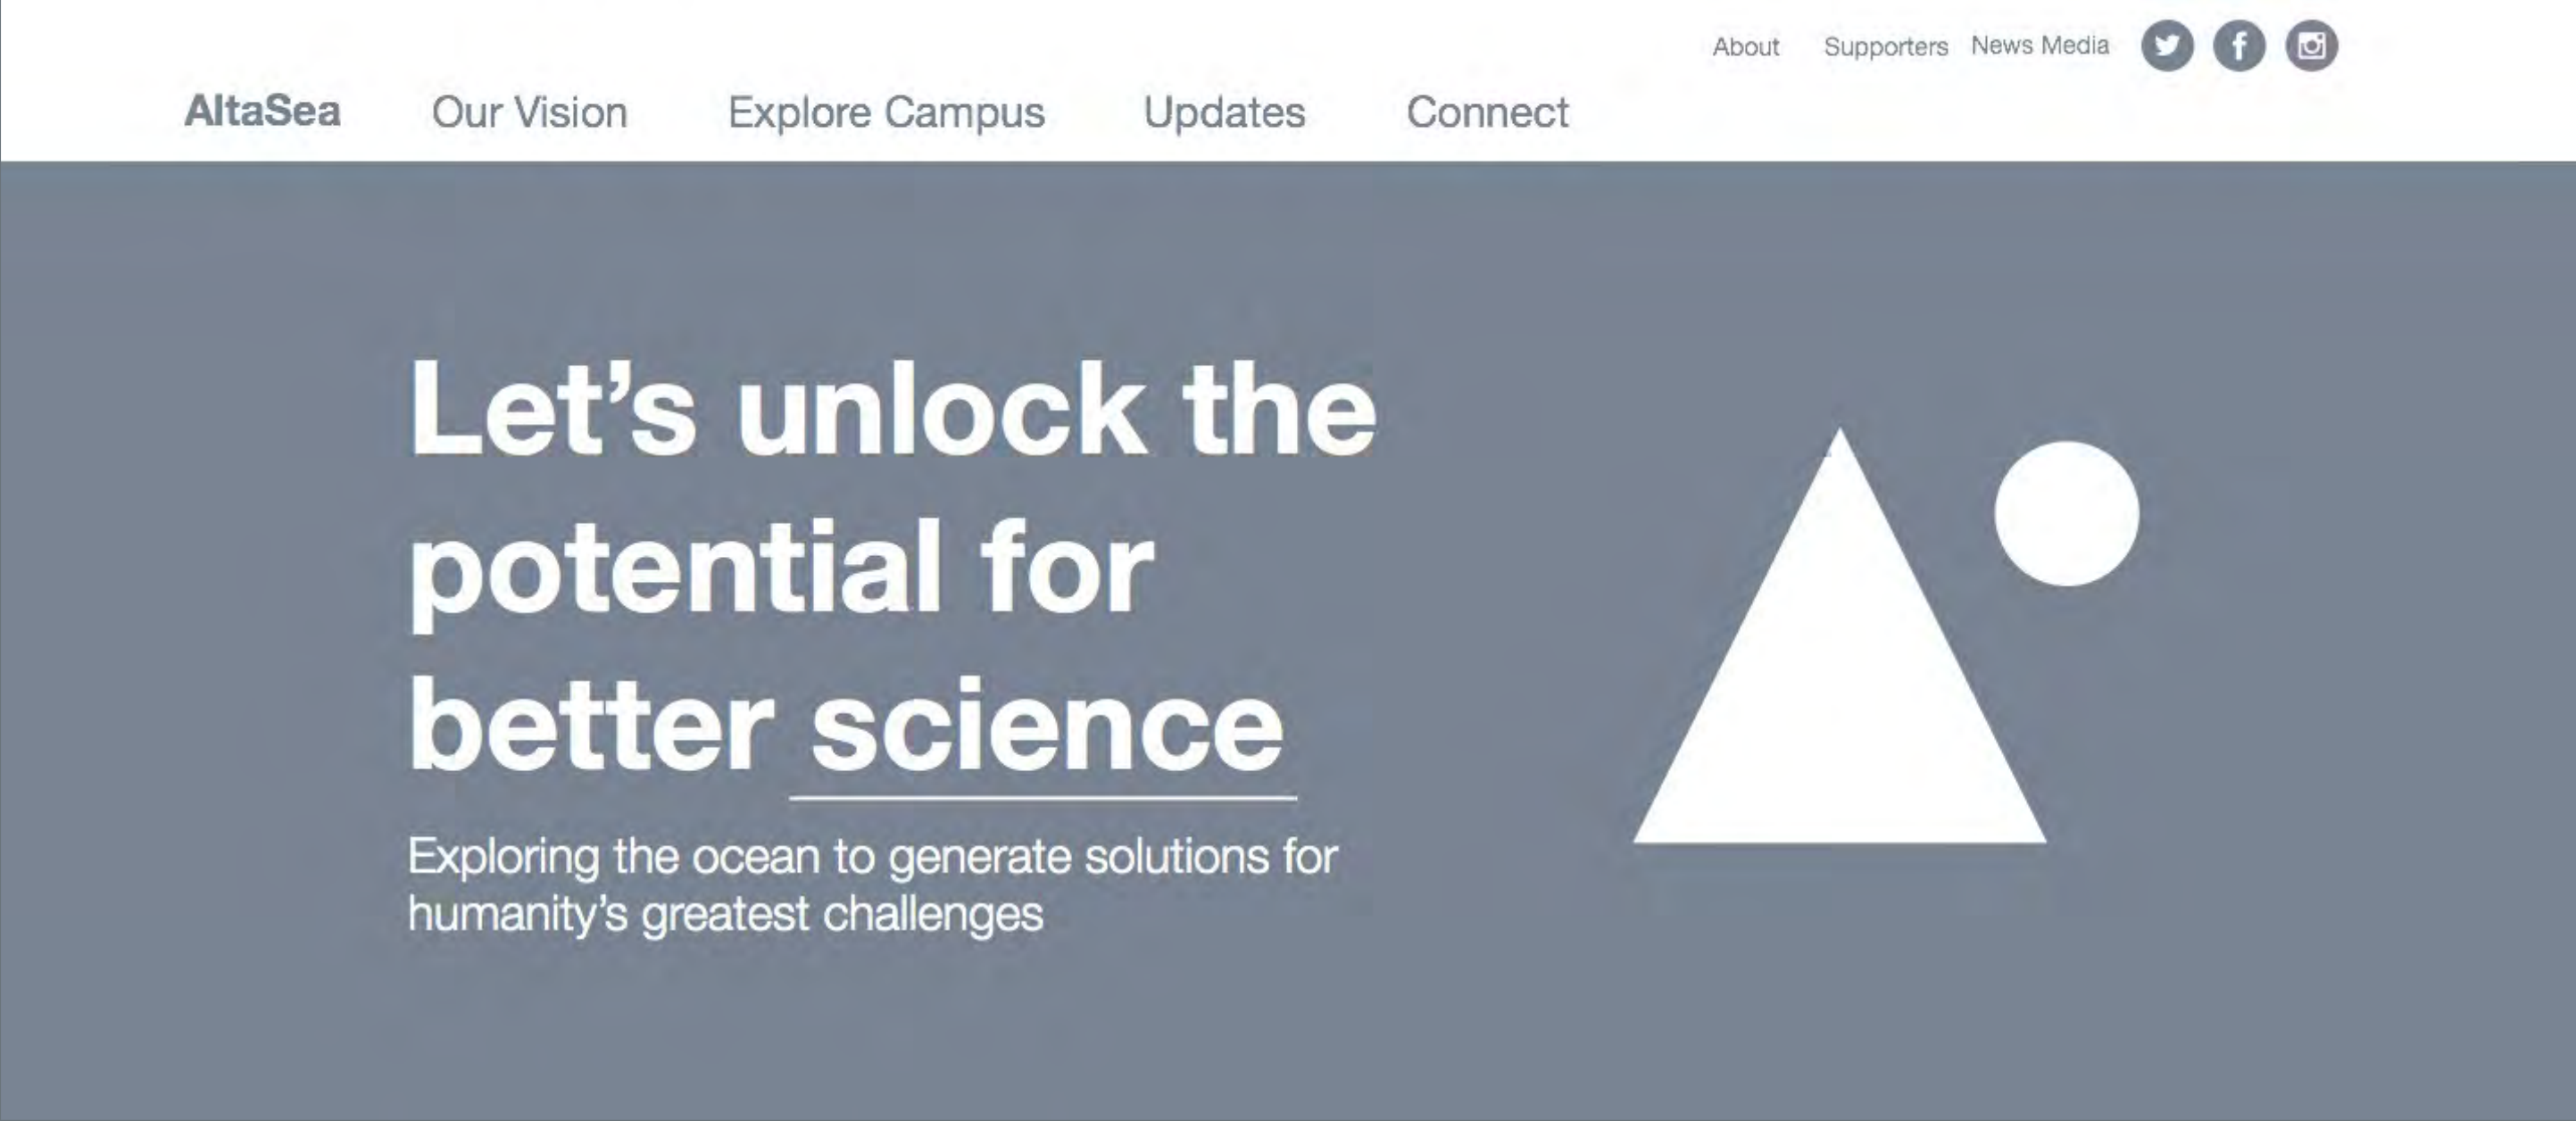 About Supporters News Media
AltaSea Our Vision Explore Campus Updates Connect
Let’s unlock the
potential for
better science
Exploring the ocean to generate solutions for
humanity’s greatest challenges